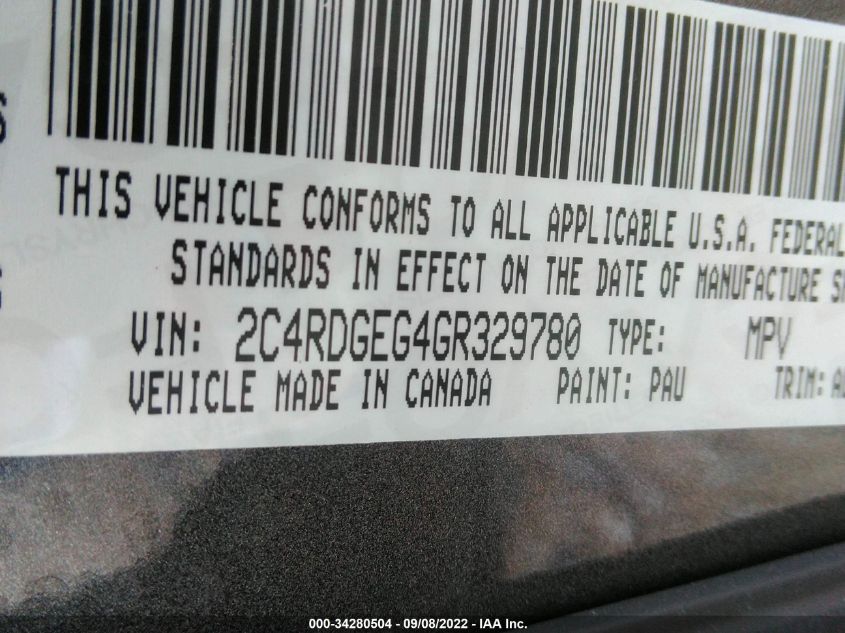 THIS VEHICLE CONFORMS TO ALL APPLICABLE U.S.A. FEDERAL
STANDARDS IN EFFECT ON THE DATE OF MANUFACTURE
VIN: 2C4RDGEG4GR329780 TYPE: MPV
VEHICLE MADE IN CANADA PAINT: PAU TRIM:
000-34280504 - 09/08/2022 - IAA Inc.